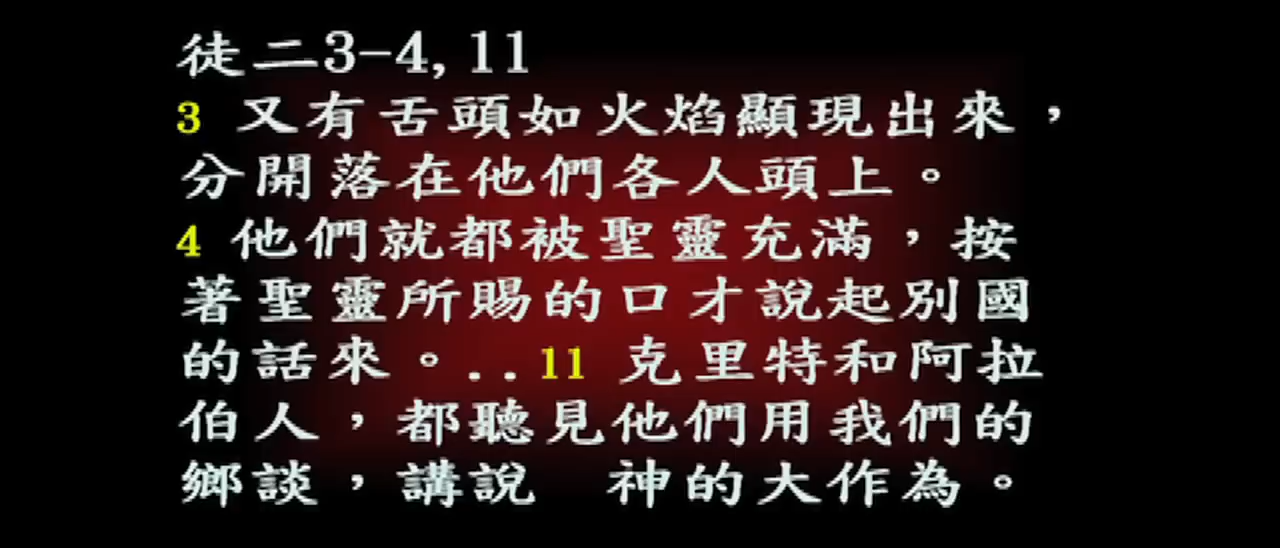 徒二3-4, 11
3 又有舌頭如火焰顯現出來，
分開落在他們各人頭上。
4 他們就都被聖靈充滿，按
著聖靈所賜的口才說起別國
的話來。. . 11 克里特和阿拉
伯人，都聽見他們用我們的
鄉談，講說　神的大作為。